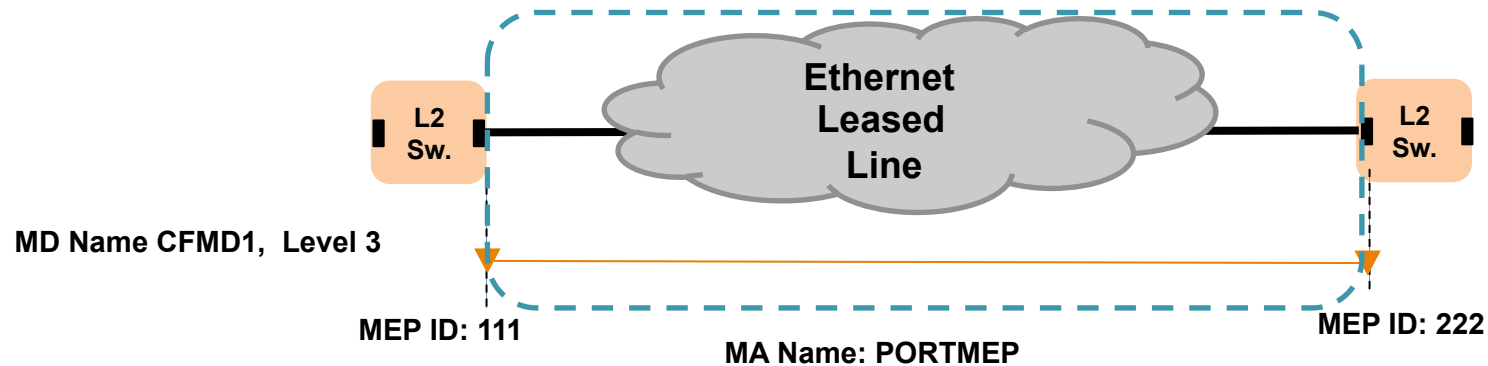 Ethernet
Leased
Line
L2
Sw.
L2
Sw.
MD Name CFMD1, Level 3
MEP ID: 111
MEP ID: 222
MA Name: PORTMEP